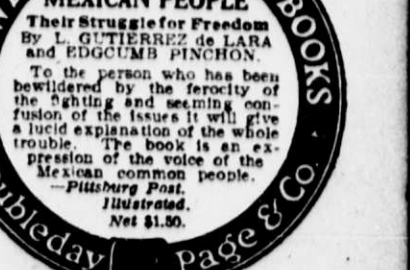 MEXICAN PEOPLE
Their Struggle for Freedom
By L. GUTIERREZ de LARA
and EDGCUMB PINCHON.
To the person who has been
bewildered by the ferocity of
the fighting and seeming con-
fusion of the issues it will give
a lucid explanation of the whole
trouble. The book is an ex-
pression of the voice of the
Mexican common people.
—Pittsburg Post.
Illustrated.
Net $1.50.
BOOKS
ubleday Page & Co.